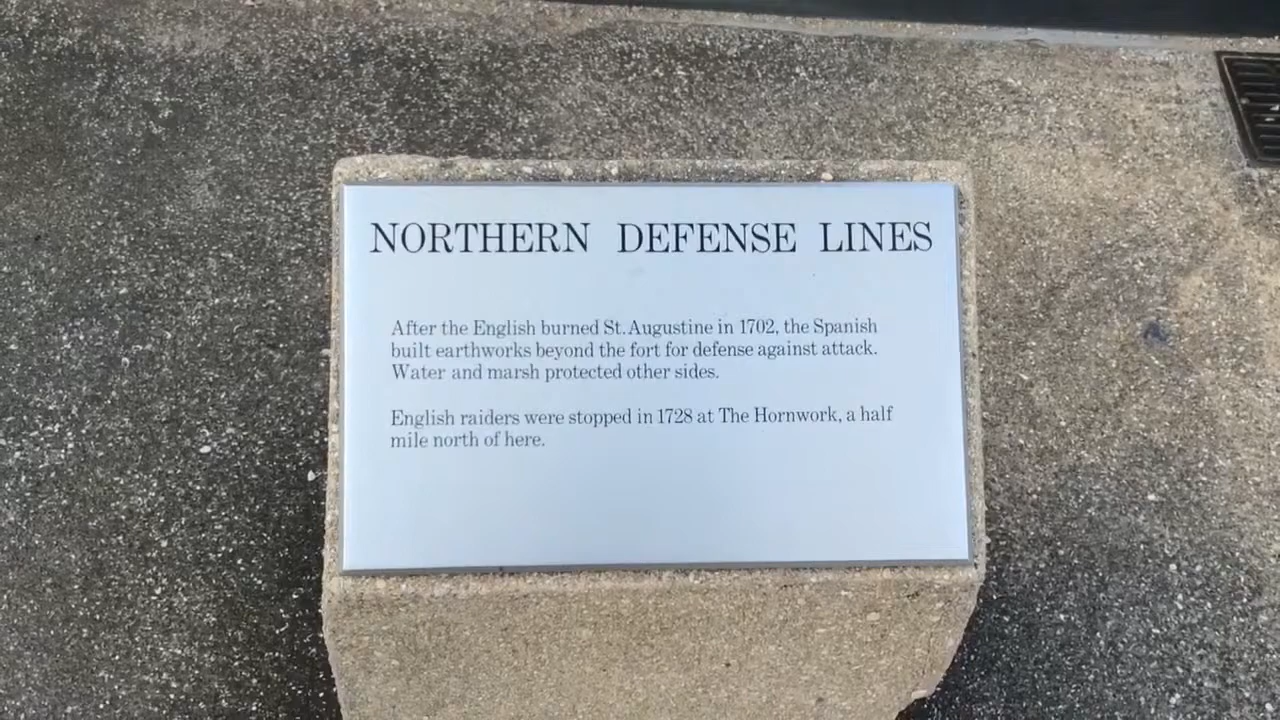 NORTHERN DEFENSE LINES
After the English burned St. Augustine in 1702, the Spanish
built earthworks beyond the fort for defense against attack.
Water and marsh protected other sides.
English raiders were stopped in 1728 at The Hornwork, a half
mile north of here.